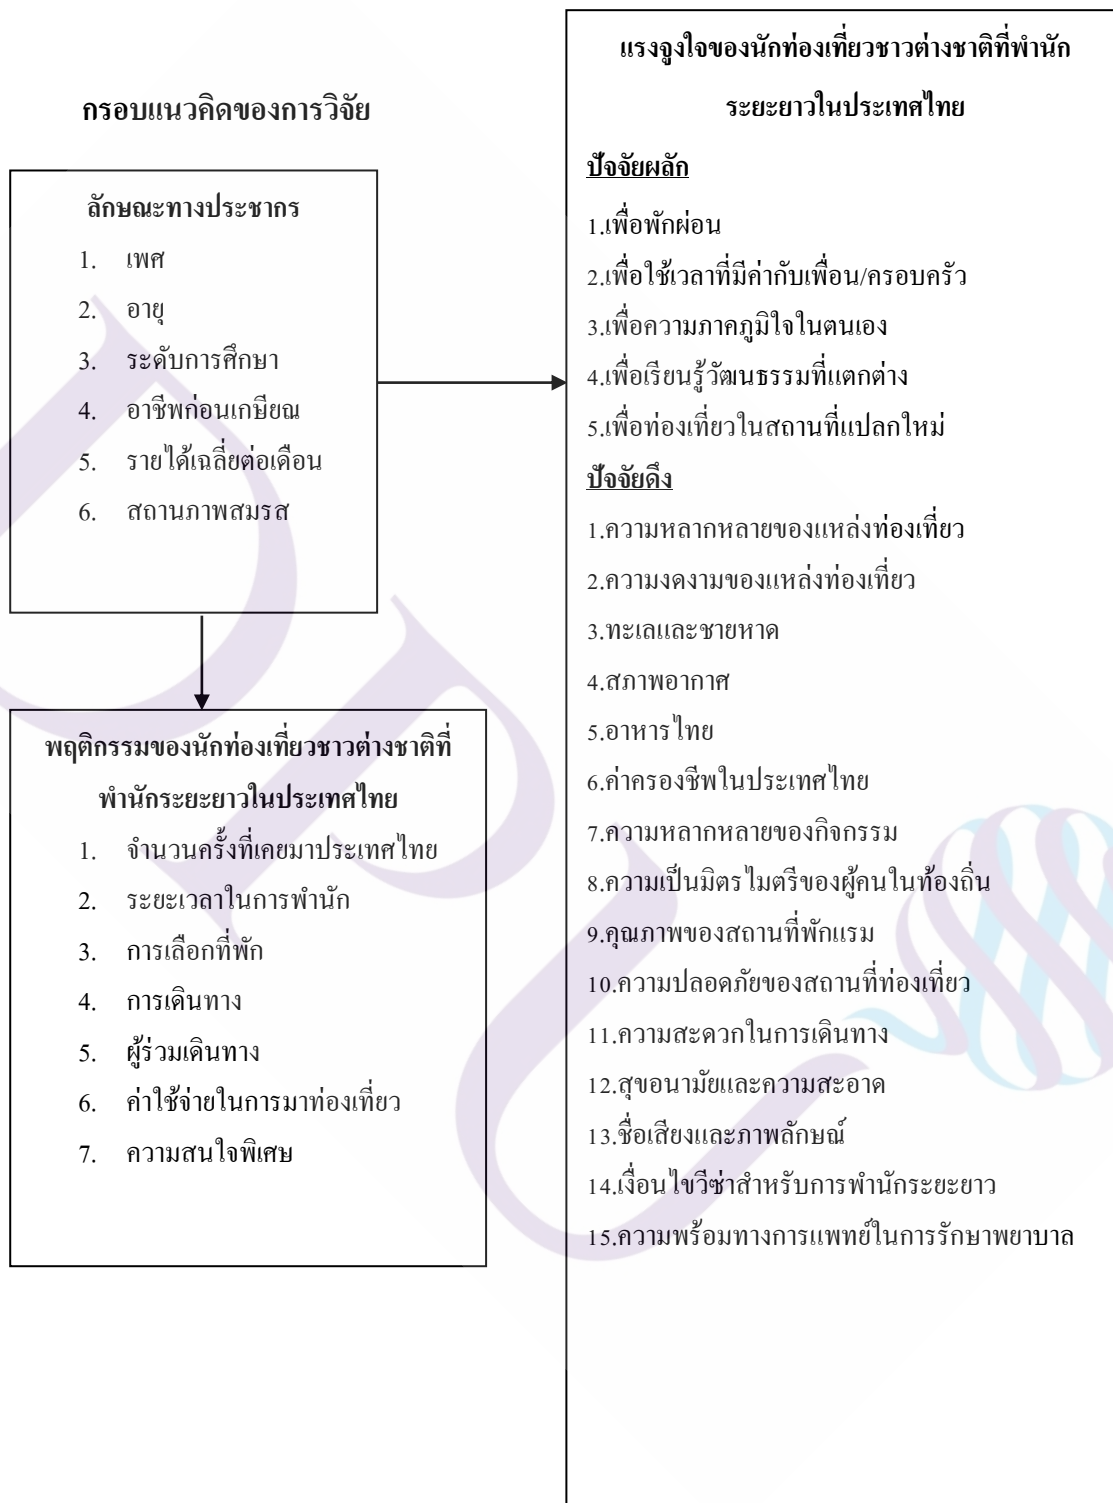 กรอบแนวคิดของการวิจัย
ลักษณะทางประชากร
1. เพศ
2. อายุ
3. ระดับการศึกษา
4. อาชีพก่อนเกษียณ
5. รายได้เฉลี่ยต่อเดือน
6. สถานภาพสมรส
พฤติกรรมของนักท่องเที่ยวชาวต่างชาติที่
พำนักระยะยาวในประเทศไทย
1. จำนวนครั้งที่เคยมาประเทศไทย
2. ระยะเวลาในการพำนัก
3. การเลือกที่พัก
4. การเดินทาง
5. ผู้ร่วมเดินทาง
6. ค่าใช้จ่ายในการมาท่องเที่ยว
7. ความสนใจพิเศษ
แรงจูงใจของนักท่องเที่ยวชาวต่างชาติที่พำนัก
ระยะยาวในประเทศไทย
ปัจจัยผลัก
1.เพื่อพักผ่อน
2.เพื่อใช้เวลาที่มีค่ากับเพื่อน/ครอบครัว
3.เพื่อความภาคภูมิใจในตนเอง
4.เพื่อเรียนรู้วัฒนธรรมที่แตกต่าง
5.เพื่อท่องเที่ยวในสถานที่แปลกใหม่
ปัจจัยดึง
1.ความหลากหลายของแหล่งท่องเที่ยว
2.ความงดงามของแหล่งท่องเที่ยว
3.ทะเลและชายหาด
4.สภาพอากาศ
5.อาหารไทย
6.ค่าครองชีพในประเทศไทย
7.ความหลากหลายของกิจกรรม
8.ความเป็นมิตรไมตรีของผู้คนในท้องถิ่น
9.คุณภาพของสถานที่พักแรม
10.ความปลอดภัยของสถานที่ท่องเที่ยว
11.ความสะดวกในการเดินทาง
12.สุขอนามัยและความสะอาด
13.ชื่อเสียงและภาพลักษณ์
14.เงื่อนไขวีซ่าสำหรับการพำนักระยะยาว
15.ความพร้อมทางการแพทย์ในการรักษาพยาบาล
DPU